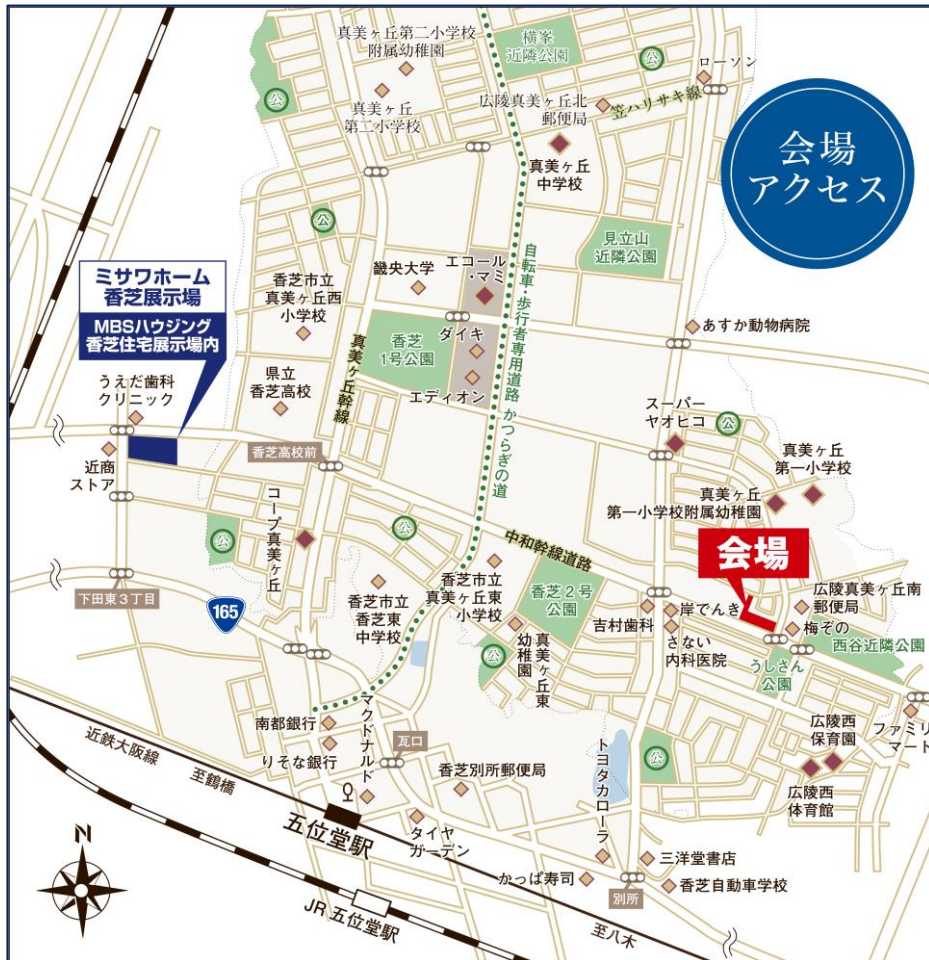 真美ヶ丘第二小学校
附属幼稚園
横峯
近隣公園
公
公
ローソン
真美ヶ丘
第二小学校
広陵真美ヶ丘北
郵便局
笠ハリサキ線
真美ヶ丘
中学校
会場
アクセス
公
見立山
近隣公園
自転車・歩行者専用道路 かつらぎの道
畿央大学
エコール
・マミ
ミサワホーム
香芝展示場
MBSハウジング
香芝住宅展示場内
香芝市立
真美ヶ丘西
小学校
真美ヶ丘幹線
香芝
1号公園
ダイキ
あすか動物病院
うえだ歯科
クリニック
県立
香芝高校
エディオン
スーパー
ヤオヒコ
公
近商
ストア
香芝高校前
真美ヶ丘
第一小学校
真美ヶ丘
第一小学校附属幼稚園
コープ真美ヶ丘
公
公
中和幹線道路
会場
下田東3丁目
165
香芝市立
香芝東
中学校
香芝市立
真美ヶ丘東
小学校
香芝2号
公園
吉村歯科
岸でんき
広陵真美ヶ丘南
郵便局
梅ぞの
さない
内科医院
西谷近隣公園
うしさん
公園
公
真美ヶ丘東
幼稚園
南都銀行
りそな銀行
マクドナルド
瓦口
香芝別所郵便局
トヨタカローラ
公
広陵西
保育園
ファミリー
マート
広陵西
体育館
近鉄大阪線
至鶴橋
五位堂駅
タイヤ
ガーデン
かっぱ寿司
三洋堂書店
別所
香芝自動車学校
N
JR 五位堂駅
至八木